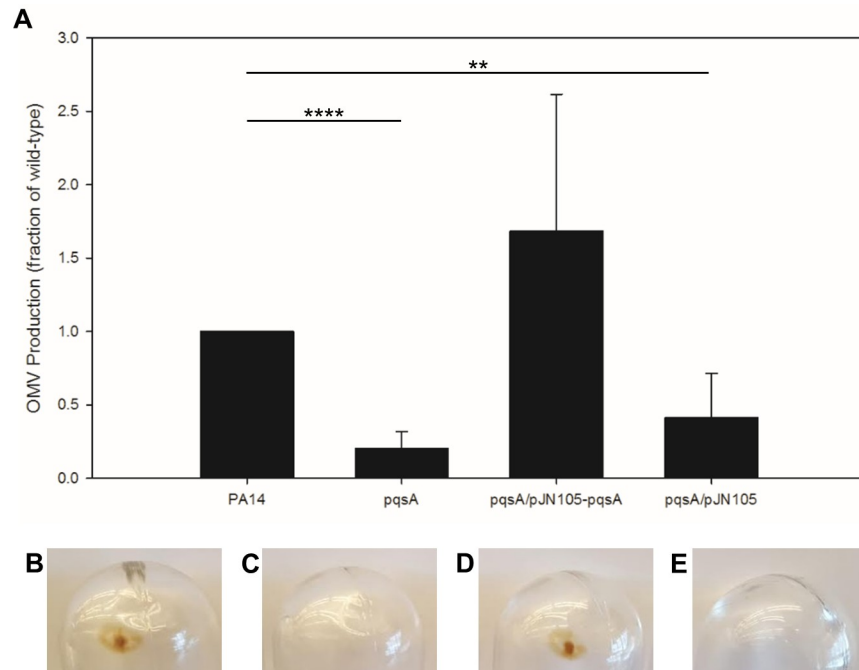 A
3.0
**
2.5
****
2.0
1.5
1.0
0.5
0.0
OMV Production (fraction of wild-type)
PA14 pqsA pqsA/pJN105-pqsA pqsA/pJN105
B C D E